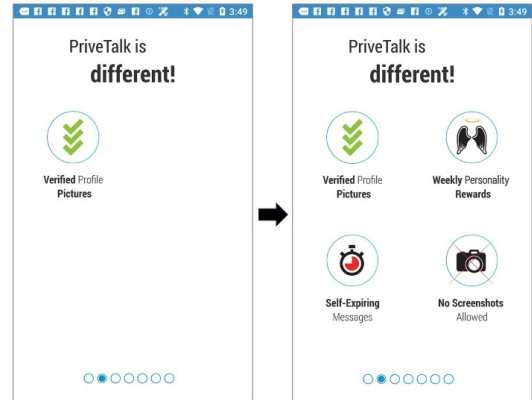 3:49
PriveTalk is
different!
Verified Profile
Pictures
3:49
PriveTalk is
different!
Verified Profile
Pictures
Weekly Personality
Rewards
Self-Expiring
Messages
No Screenshots
Allowed